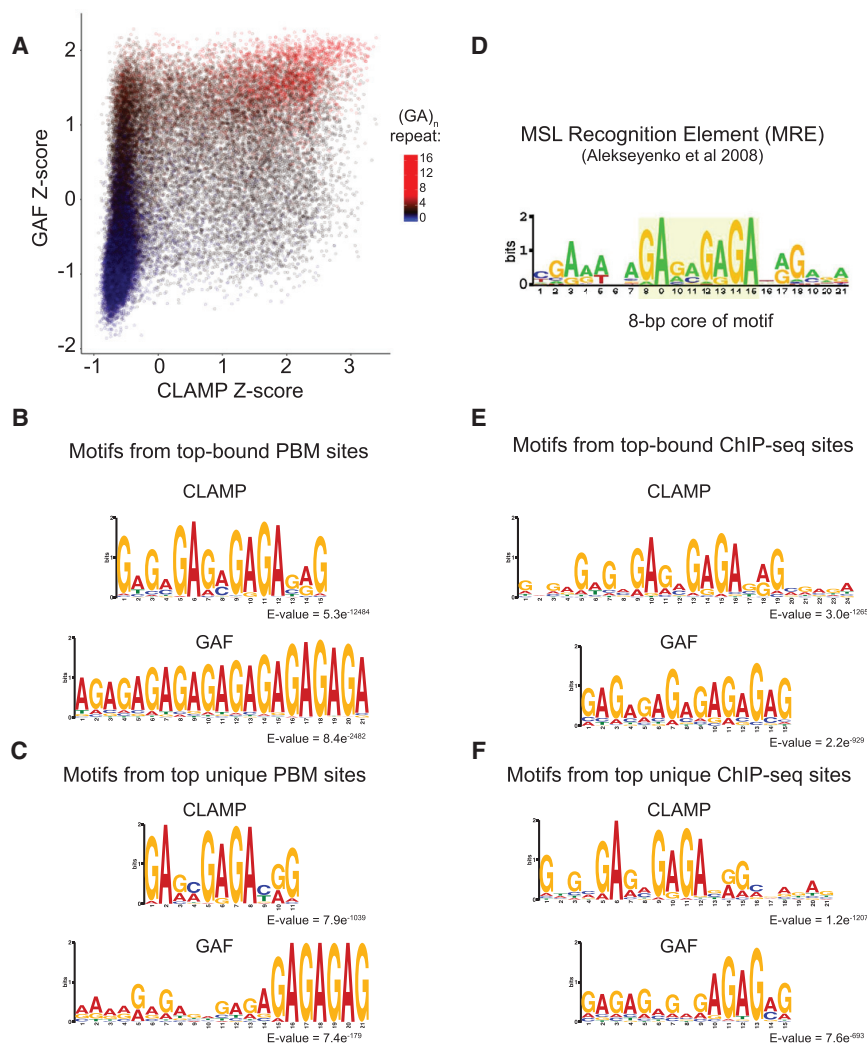 A
GAF Z-score
2
1
0
-1
-2
-1 0 1 2 3
CLAMP Z-score
(GA)n
repeat:
16
12
8
4
0
D
MSL Recognition Element (MRE)
(Alekseyenko et al 2008)
bits
2
1
0
8-bp core of motif
B
Motifs from top-bound PBM sites
CLAMP
E-value = 5.3e-12484
GAF
E-value = 8.4e-2482
C
Motifs from top unique PBM sites
CLAMP
E-value = 7.9e-1039
GAF
E-value = 7.4e-179
E
Motifs from top-bound ChIP-seq sites
CLAMP
E-value = 3.0e-1265
GAF
E-value = 2.2e-929
F
Motifs from top unique ChIP-seq sites
CLAMP
E-value = 1.2e-1207
GAF
E-value = 7.6e-693